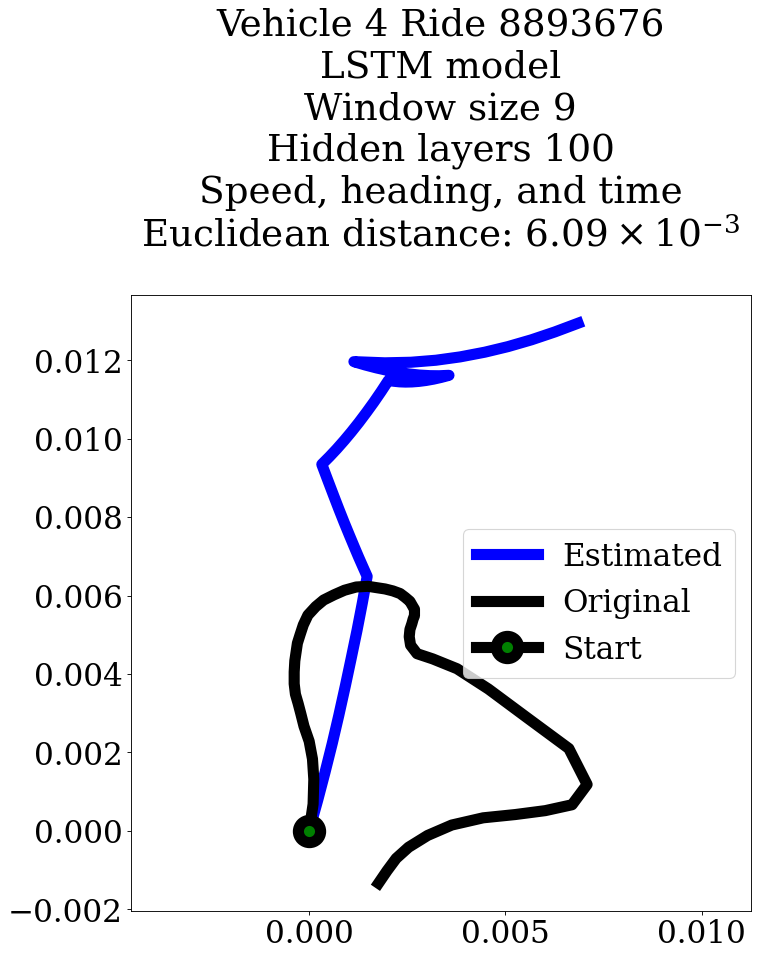 Vehicle 4 Ride 8893676
LSTM model
Window size 9
Hidden layers 100
Speed, heading, and time
Euclidean distance: 6.09 × 10⁻³
0.012
0.010
0.008
0.006
0.004
0.002
0.000
−0.002
Estimated
Original
Start
0.000 0.005 0.010